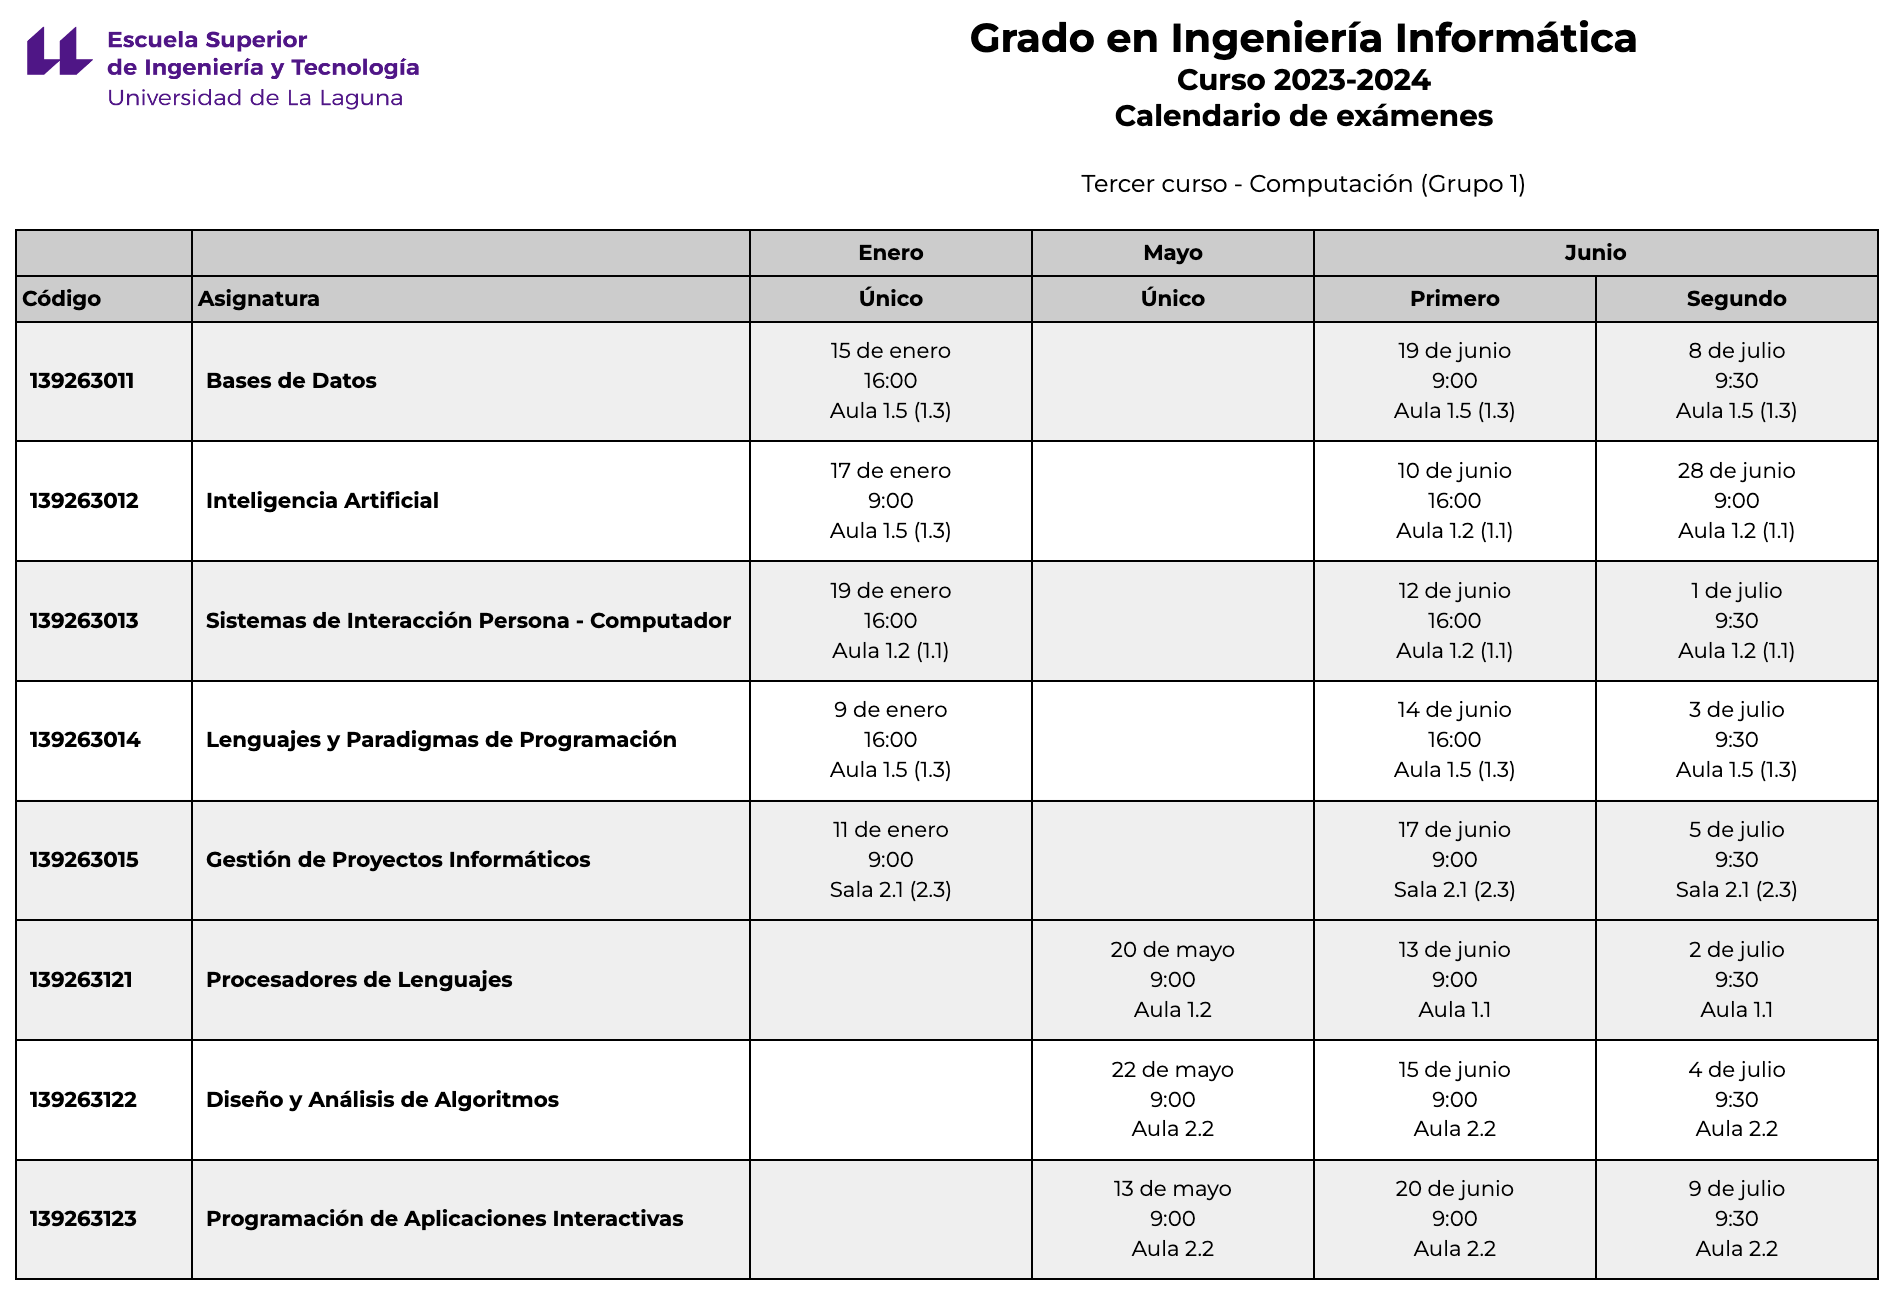 Escuela Superior
de Ingeniería y Tecnología
Universidad de La Laguna
Grado en Ingeniería Informática
Curso 2023-2024
Calendario de exámenes
Tercer curso - Computación (Grupo 1)
Enero Mayo Junio
Código Asignatura Único Único Primero Segundo
15 de enero 19 de junio 8 de julio
139263011 Bases de Datos 16:00 9:00 9:30
Aula 1.5 (1.3) Aula 1.5 (1.3) Aula 1.5 (1.3)
17 de enero 10 de junio 28 de junio
139263012 Inteligencia Artificial 9:00 16:00 9:00
Aula 1.5 (1.3) Aula 1.2 (1.1) Aula 1.2 (1.1)
19 de enero 12 de junio 1 de julio
139263013 Sistemas de Interacción Persona - Computador 16:00 16:00 9:30
Aula 1.2 (1.1) Aula 1.2 (1.1) Aula 1.2 (1.1)
9 de enero 14 de junio 3 de julio
139263014 Lenguajes y Paradigmas de Programación 16:00 16:00 9:30
Aula 1.5 (1.3) Aula 1.5 (1.3) Aula 1.5 (1.3)
11 de enero 17 de junio 5 de julio
139263015 Gestión de Proyectos Informáticos 9:00 9:00 9:30
Sala 2.1 (2.3) Sala 2.1 (2.3) Sala 2.1 (2.3)
20 de mayo 13 de junio 2 de julio
139263121 Procesadores de Lenguajes 9:00 9:00 9:30
Aula 1.2 Aula 1.1 Aula 1.1
22 de mayo 15 de junio 4 de julio
139263122 Diseño y Análisis de Algoritmos 9:00 9:00 9:30
Aula 2.2 Aula 2.2 Aula 2.2
13 de mayo 20 de junio 9 de julio
139263123 Programación de Aplicaciones Interactivas 9:00 9:00 9:30
Aula 2.2 Aula 2.2 Aula 2.2